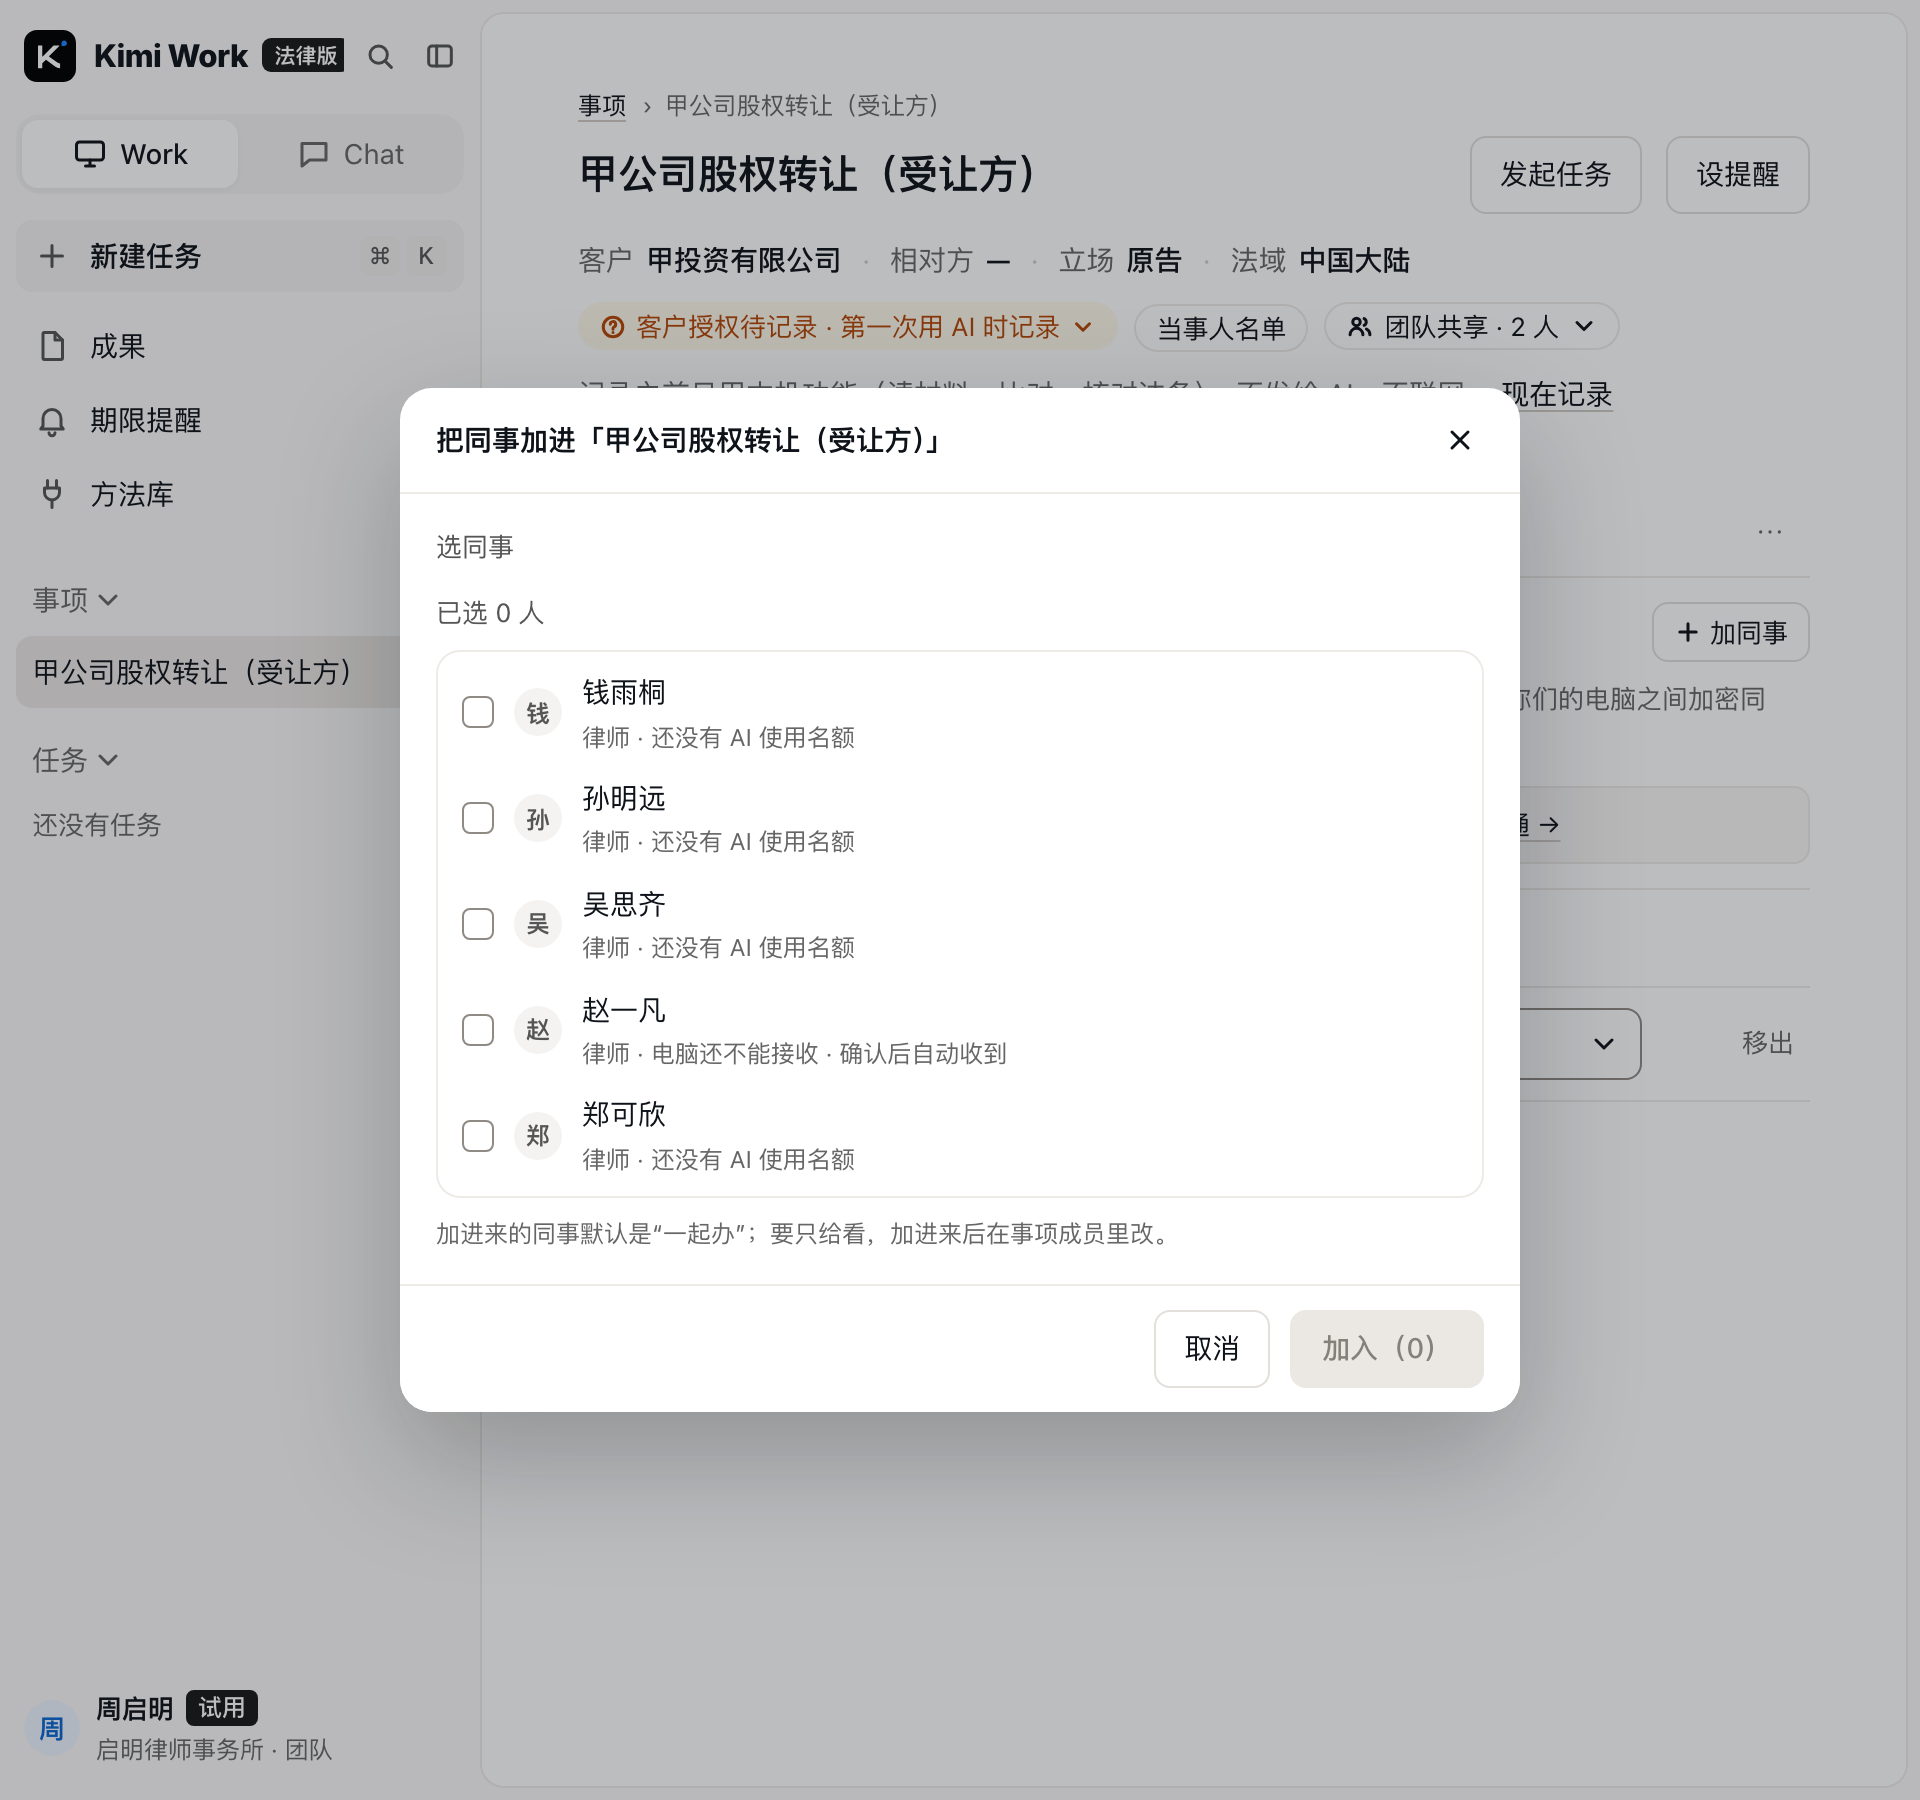 Kimi Work 法律版
Work
Chat
新建任务 ⌘ K
成果
期限提醒
方法库
事项
甲公司股权转让（受让方）
任务
还没有任务
周 周启明 试用
启明律师事务所 · 团队
事项 › 甲公司股权转让（受让方）
甲公司股权转让（受让方）
发起任务
设提醒
客户 甲投资有限公司 · 相对方 — · 立场 原告 · 法域 中国大陆
客户授权待记录 · 第一次用 AI 时记录
当事人名单
团队共享 · 2 人
现在记录
…
+ 加同事
们的电脑之间加密同
→
移出
把同事加进「甲公司股权转让（受让方）」
选同事
已选 0 人
钱 钱雨桐
律师 · 还没有 AI 使用名额
孙 孙明远
律师 · 还没有 AI 使用名额
吴 吴思齐
律师 · 还没有 AI 使用名额
赵 赵一凡
律师 · 电脑还不能接收 · 确认后自动收到
郑 郑可欣
律师 · 还没有 AI 使用名额
加进来的同事默认是“一起办”；要只给看，加进来后在事项成员里改。
取消
加入（0）